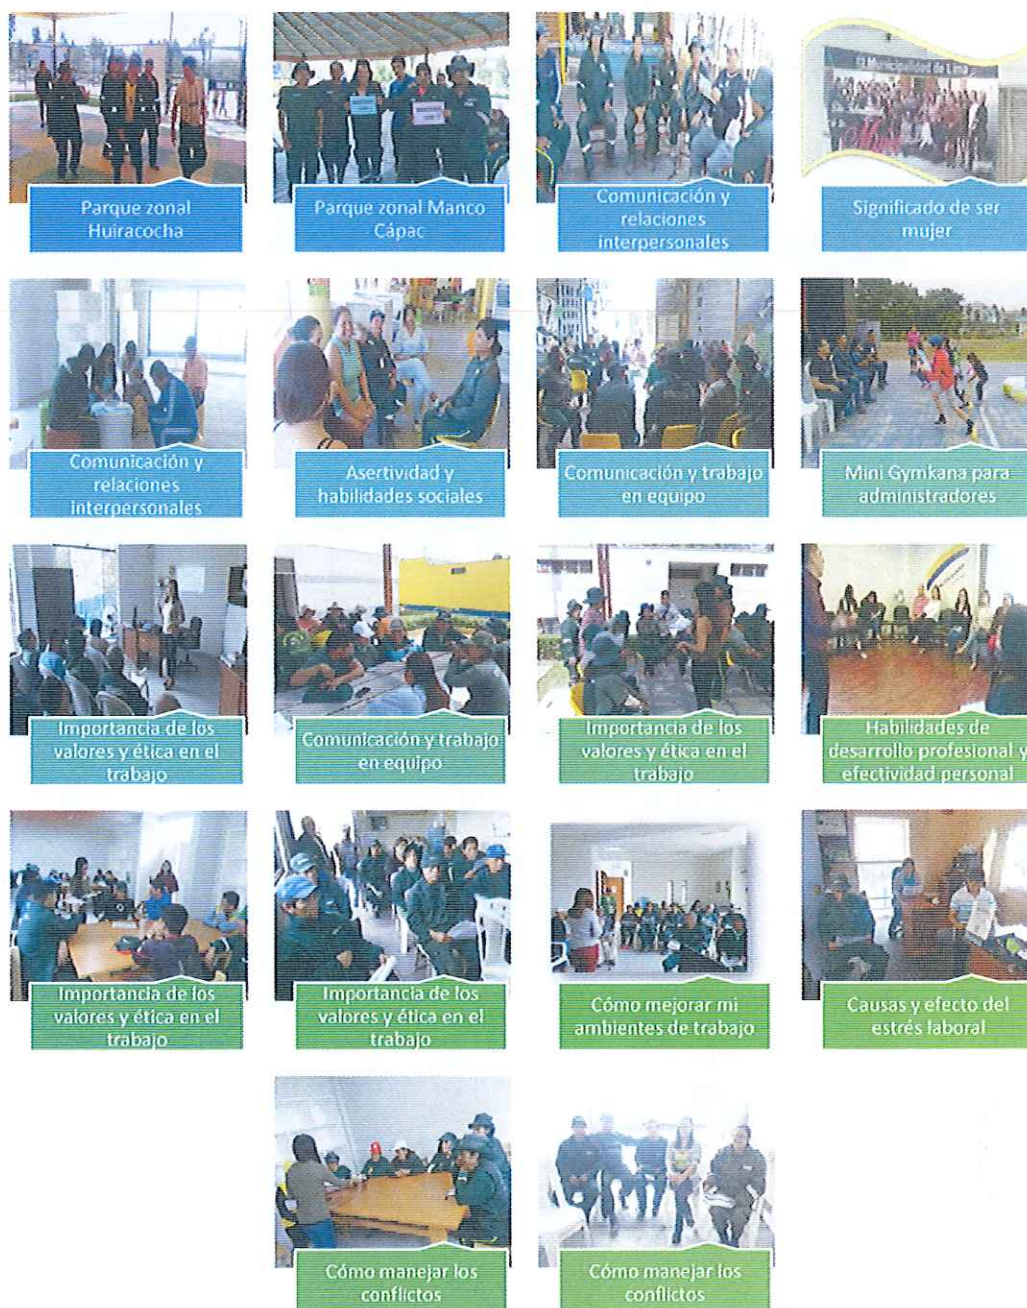 Municipalidad de Lima
Parque zonal
Huiracocha
Parque zonal Manco
Cápac
Comunicación y
relaciones
interpersonales
Significado de ser
mujer
Comunicación y
relaciones
interpersonales
Asertividad y
habilidades sociales
Comunicación y trabajo
en equipo
Mini Gymkana para
administradores
Importancia de los
valores y ética en el
trabajo
Comunicación y trabajo
en equipo
Importancia de los
valores y ética en el
trabajo
Habilidades de
desarrollo profesional y
efectividad personal
Importancia de los
valores y ética en el
trabajo
Importancia de los
valores y ética en el
trabajo
Cómo mejorar mi
ambientes de trabajo
Causas y efecto del
estrés laboral
Cómo manejar los
conflictos
Cómo manejar los
conflictos